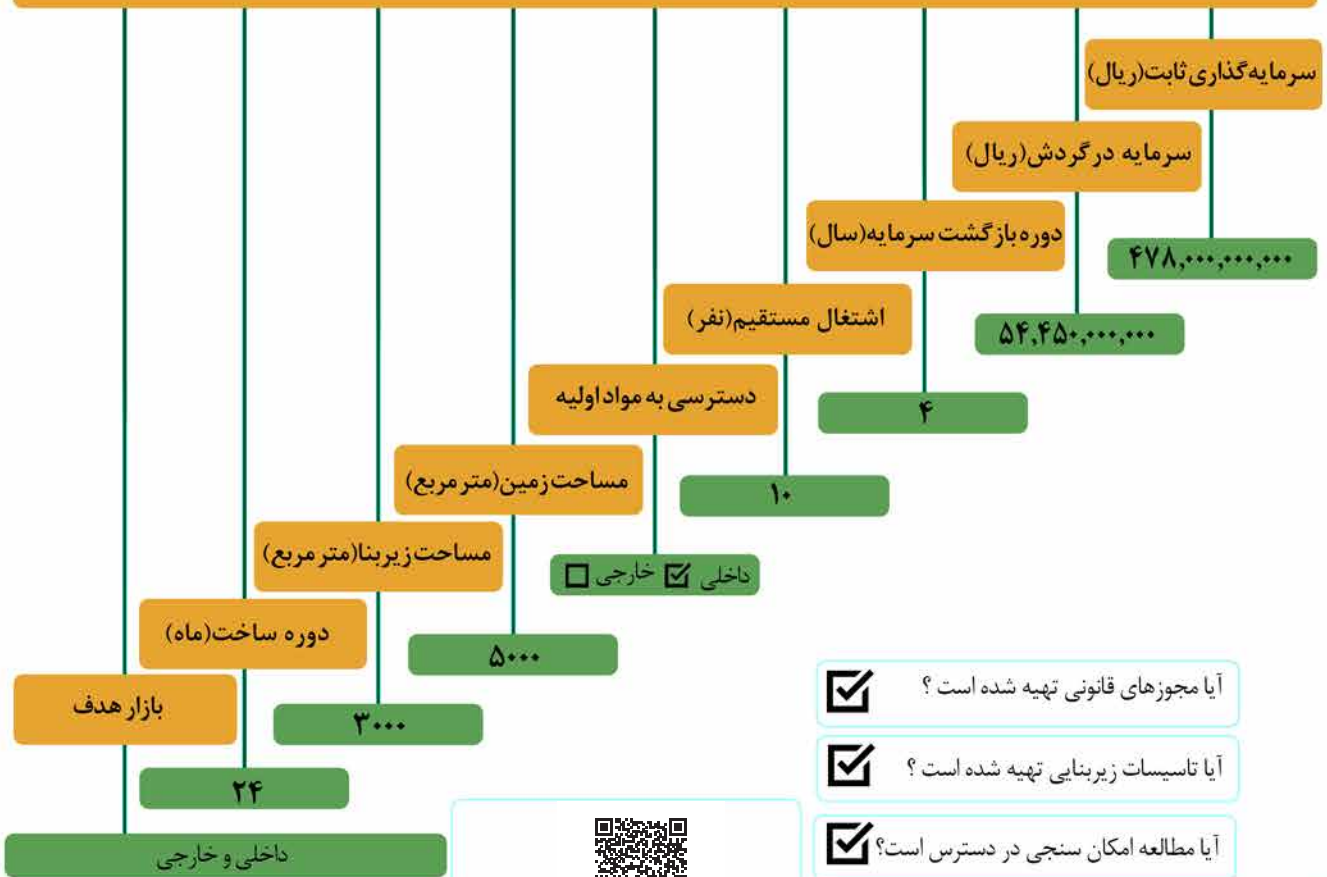 سرمایه‌گذاری ثابت(ریال)
۴۷۸,۰۰۰,۰۰۰,۰۰۰
سرمایه در گردش(ریال)
۵۴,۴۵۰,۰۰۰,۰۰۰
دوره بازگشت سرمایه(سال)
۴
اشتغال مستقیم(نفر)
۱۰
دسترسی به مواد اولیه
داخلی ☑ خارجی ☐
مساحت زمین(متر مربع)
۵۰۰۰
مساحت زیربنا(متر مربع)
۳۰۰۰
دوره ساخت(ماه)
۲۴
بازار هدف
داخلی و خارجی
آیا مجوزهای قانونی تهیه شده است ؟ ☑
آیا تاسیسات زیربنایی تهیه شده است ؟ ☑
آیا مطالعه امکان سنجی در دسترس است؟ ☑